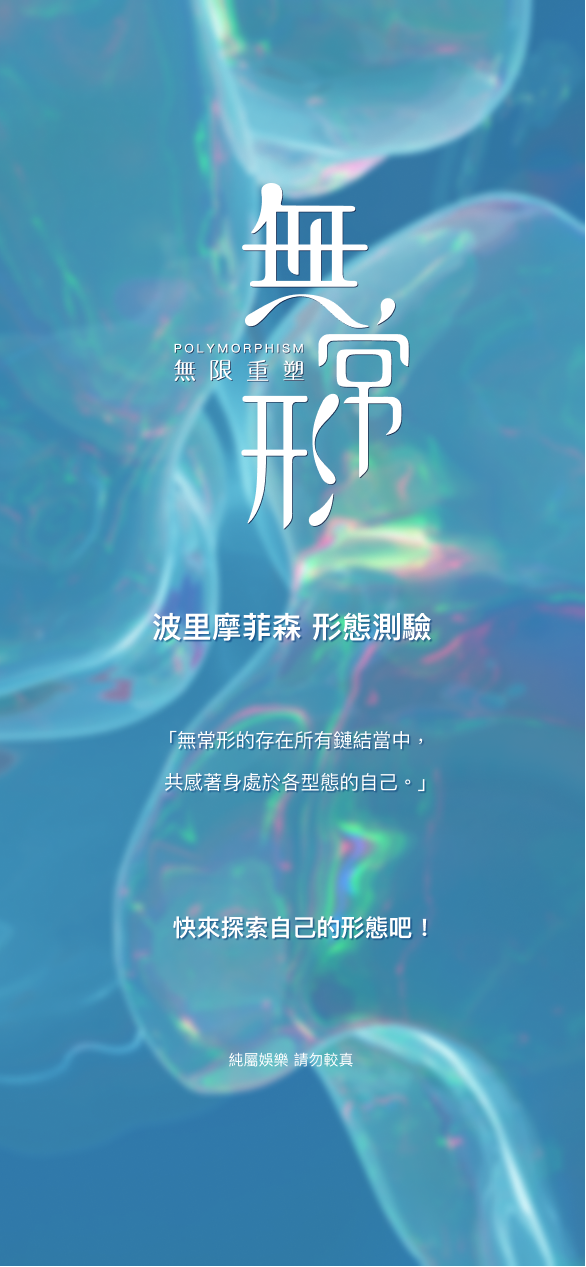 無常形
POLYMORPHISM
無限重塑
波里摩菲森 形態測驗
「無常形的存在所有鏈結當中，
共感著身處於各型態的自己。」
快來探索自己的形態吧！
純屬娛樂 請勿較真